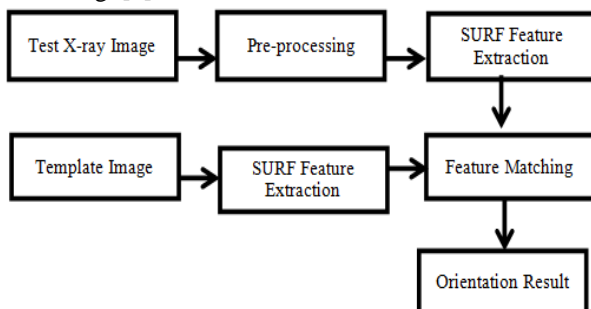 Test X-ray Image
Pre-processing
SURF Feature
Extraction
Template Image
SURF Feature
Extraction
Feature Matching
Orientation Result